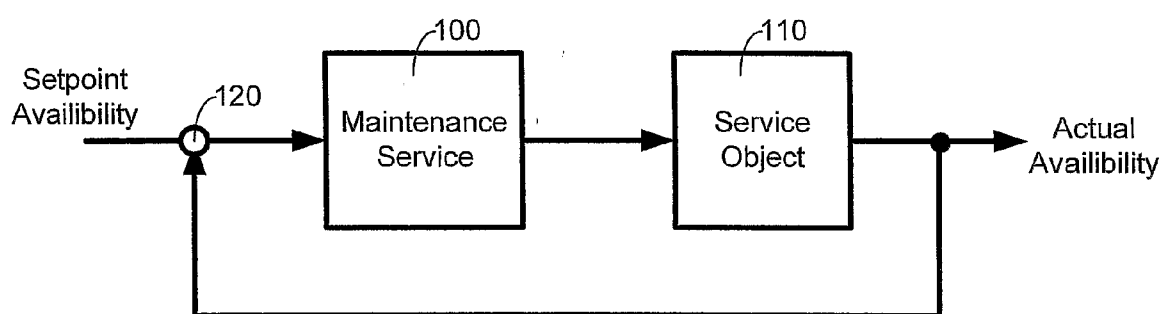 Setpoint
Availibility
120
100
Maintenance
Service
110
Service
Object
Actual
Availibility